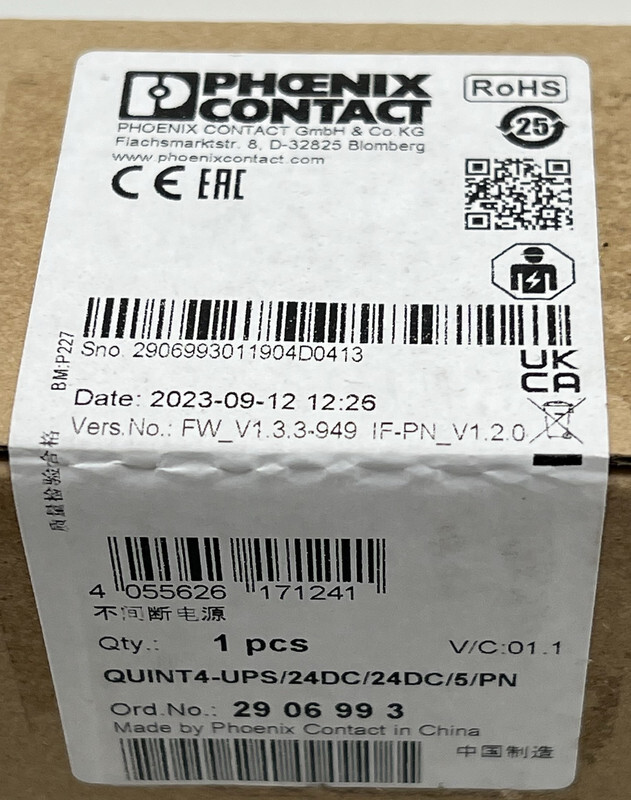 PHŒNIX
CONTACT
RoHS
25
PHOENIX CONTACT GmbH & Co.KG
Flachsmarktstr. 8, D-32825 Blomberg
www.phoenixcontact.com
CE EAC
BM:P227
Sno. 2906993011904D0413
UK
CA
Date: 2023-09-12 12:26
Vers.No.: FW_V1.3.3-949 IF-PN_V1.2.0
质量检验合格
4 055626 171241
不间断电源
Qty.: 1 pcs V/C:01.1
QUINT4-UPS/24DC/24DC/5/PN
Ord.No.: 29 06 99 3
Made by Phoenix Contact in China
中国制造